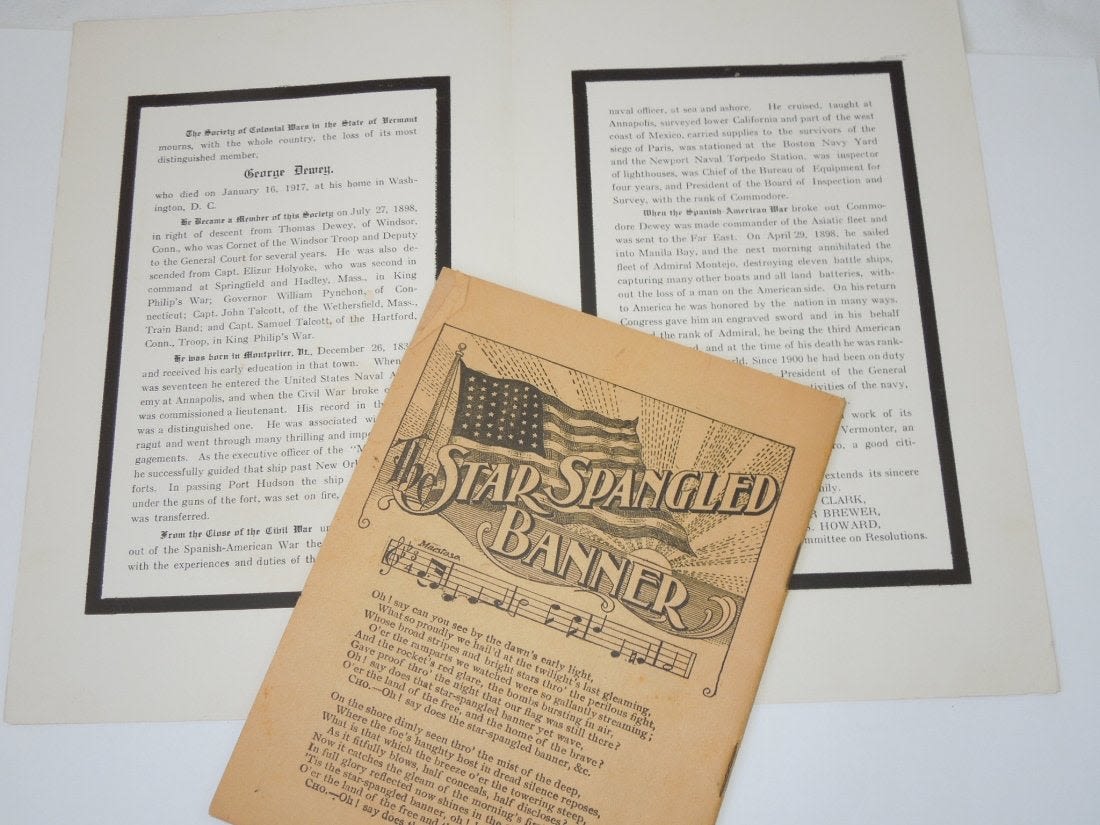 The Society of Colonial Wars in the State of Vermont
mourns, with the whole country, the loss of its most
distinguished member,
George Dewey,
who died on January 16, 1917, at his home in Wash-
ington, D. C.
He Became a Member of this Society on July 27, 1898,
in right of descent from Thomas Dewey, of Windsor,
Conn., who was Cornet of the Windsor Troop and Deputy
to the General Court for several years. He was also de-
scended from Capt. Elizur Holyoke, who was second in
command at Springfield and Hadley, Mass., in King
Philip's War; Governor William Pynchon, of Con-
necticut; Capt. John Talcott, of the Wethersfield, Mass.,
Train Band; and Capt. Samuel Talcott, of the Hartford,
Conn., Troop, in King Philip's War.
He was born in Montpelier, Vt., December 26, 183
and received his early education in that town. When
was seventeen he entered the United States Naval A
emy at Annapolis, and when the Civil War broke o
was commissioned a lieutenant. His record in th
was a distinguished one. He was associated wi
ragut and went through many thrilling and imp
gagements. As the executive officer of the "M
he successfully guided that ship past New Orl
forts. In passing Port Hudson the ship
under the guns of the fort, was set on fire,
was transferred.
From the Close of the Civil War un
out of the Spanish-American War the
with the experiences and duties of th
naval officer, at sea and ashore. He cruised, taught at
Annapolis, surveyed lower California and part of the west
coast of Mexico, carried supplies to the survivors of the
siege of Paris, was stationed at the Boston Navy Yard
and the Newport Naval Torpedo Station, was inspector
of lighthouses, was Chief of the Bureau of Equipment for
four years, and President of the Board of Inspection and
Survey, with the rank of Commodore.
When the Spanish-American War broke out Commo-
dore Dewey was made commander of the Asiatic fleet and
was sent to the Far East. On April 29, 1898, he sailed
into Manila Bay, and the next morning annihilated the
fleet of Admiral Montejo, destroying eleven battle ships,
capturing many other boats and all land batteries, with-
out the loss of a man on the American side. On his return
to America he was honored by the nation in many ways.
Congress gave him an engraved sword and in his behalf
the rank of Admiral, he being the third American
and at the time of his death he was rank-
orld. Since 1900 he had been on duty
President of the General
tivities of the navy,
work of its
Vermonter, an
ro, a good citi-
extends its sincere
ily.
CLARK,
R BREWER,
S. HOWARD,
ommittee on Resolutions.
The STAR SPANGLED
BANNER
Maestoso.
Oh! say can you see by the dawn's early light,
What so proudly we hail'd at the twilight's last gleaming,
Whose broad stripes and bright stars thro' the perilous fight,
O'er the ramparts we watched were so gallantly streaming;
And the rocket's red glare, the bombs bursting in air,
Gave proof thro' the night that our flag was still there?
Oh! say does that star-spangled banner yet wave,
O'er the land of the free, and the home of the brave?
CHO.—Oh! say does the star-spangled banner, &c.
On the shore dimly seen thro' the mist of the deep,
Where the foe's haughty host in dread silence reposes,
What is that which the breeze o'er the towering steep,
As it fitfully blows, half conceals, half discloses?
Now it catches the gleam of the morning's fir
In full glory reflected now shines in the
'Tis the star-spangled banner, oh! l
O'er the land of the free and th
CHO.—Oh! say does th